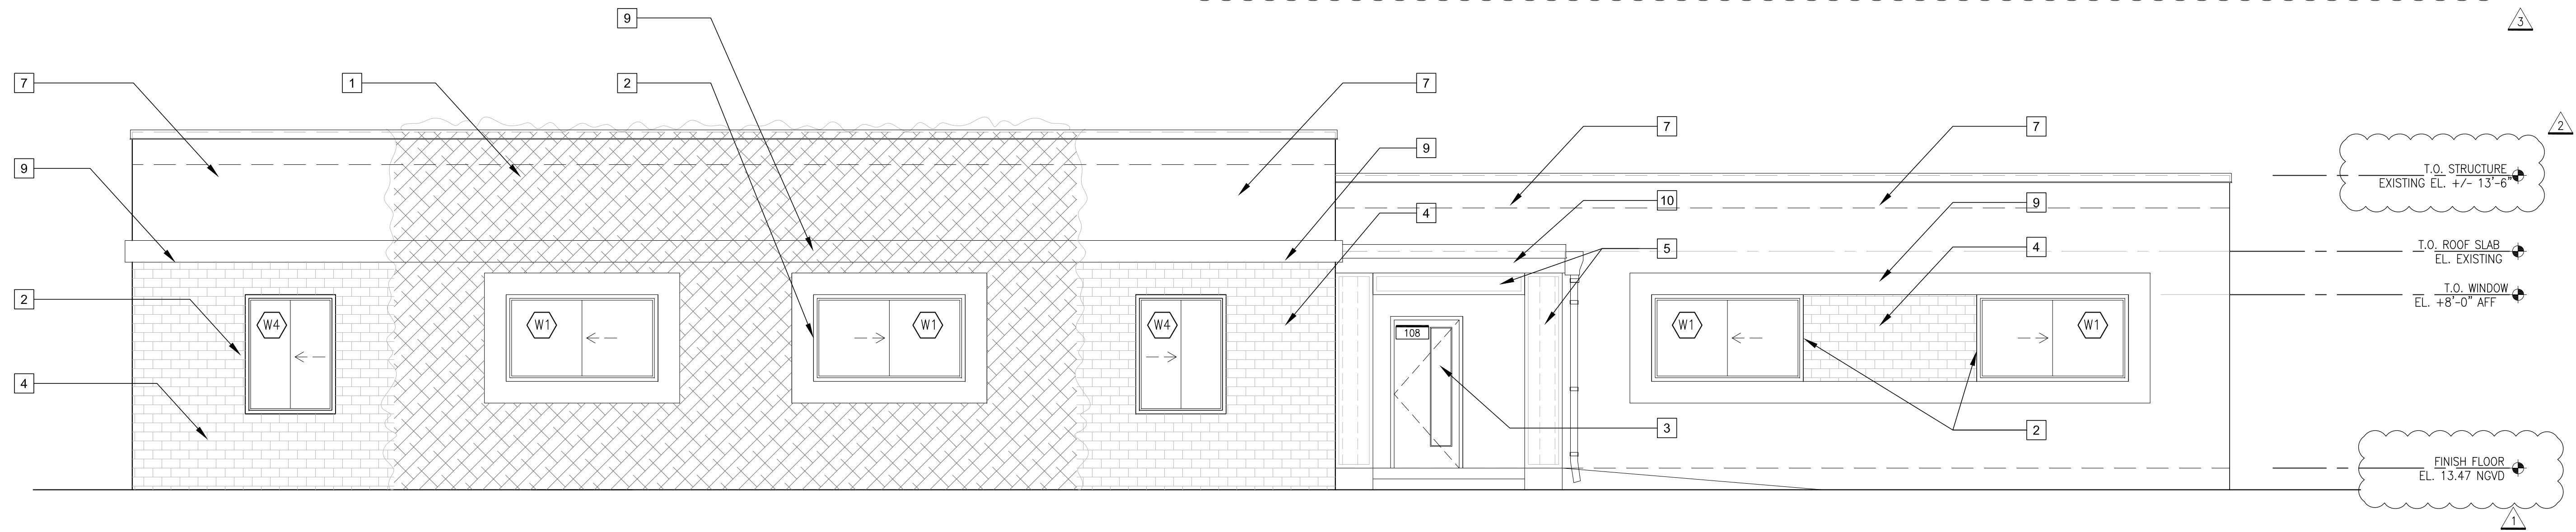 9
3
7
1
2
7
7
7
2
T.O. STRUCTURE
EXISTING EL. +/- 13'-6"
9
9
10
9
4
5
4
T.O. ROOF SLAB
EL. EXISTING
T.O. WINDOW
EL. +8'-0" AFF
2
W4
W1
W1
W4
108
W1
W1
4
3
2
FINISH FLOOR
EL. 13.47 NGVD
1